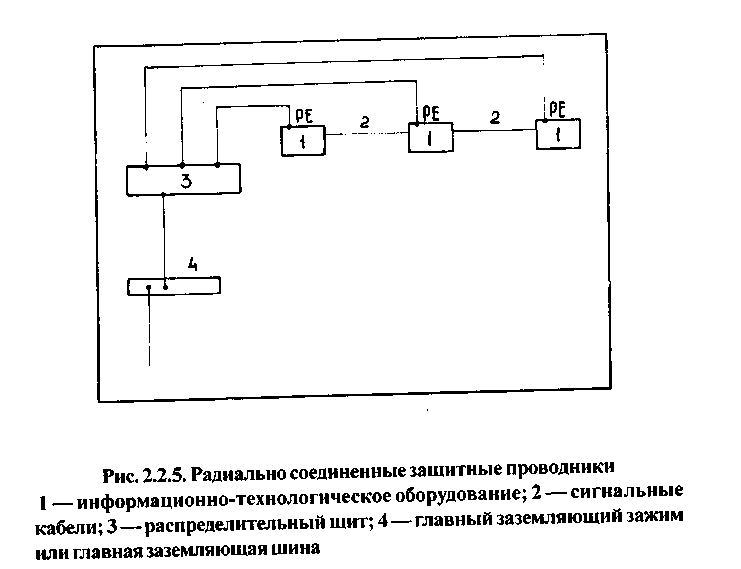 PE
PE
PE
2
2
1
1
1
3
4
Рис. 2.2.5. Радиально соединенные защитные проводники
1 — информационно-технологическое оборудование; 2 — сигнальные
кабели; 3 — распределительный щит; 4 — главный заземляющий зажим
или главная заземляющая шина